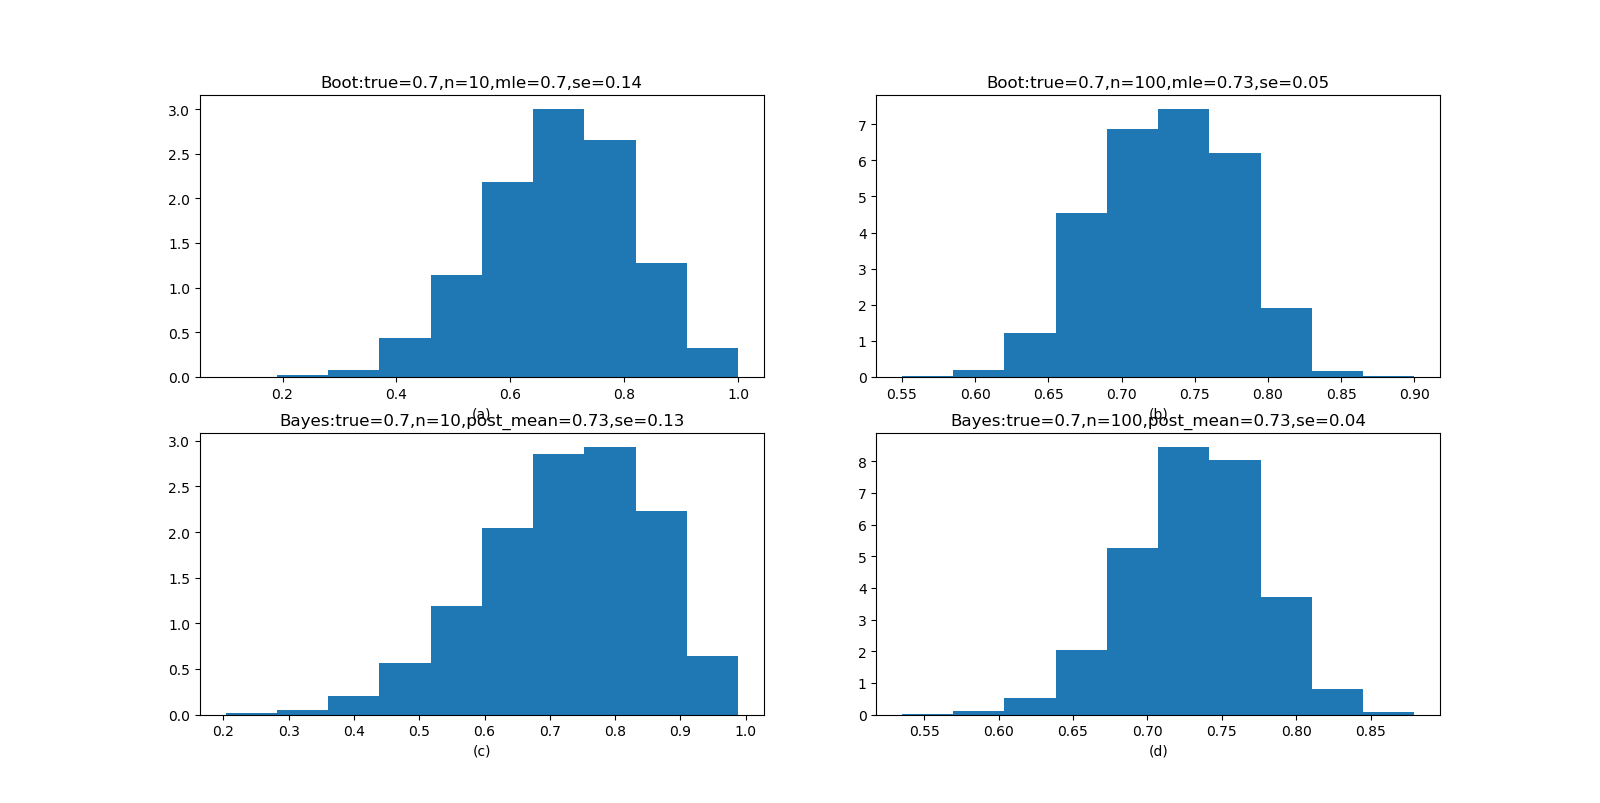 Boot:true=0.7,n=10,mle=0.7,se=0.14
3.0
2.5
2.0
1.5
1.0
0.5
0.0
0.2 0.4 0.6 0.8 1.0
(a)
Boot:true=0.7,n=100,mle=0.73,se=0.05
7
6
5
4
3
2
1
0
0.55 0.60 0.65 0.70 0.75 0.80 0.85 0.90
(b)
Bayes:true=0.7,n=10,post_mean=0.73,se=0.13
3.0
2.5
2.0
1.5
1.0
0.5
0.0
0.2 0.3 0.4 0.5 0.6 0.7 0.8 0.9 1.0
(c)
Bayes:true=0.7,n=100,post_mean=0.73,se=0.04
8
7
6
5
4
3
2
1
0
0.55 0.60 0.65 0.70 0.75 0.80 0.85
(d)